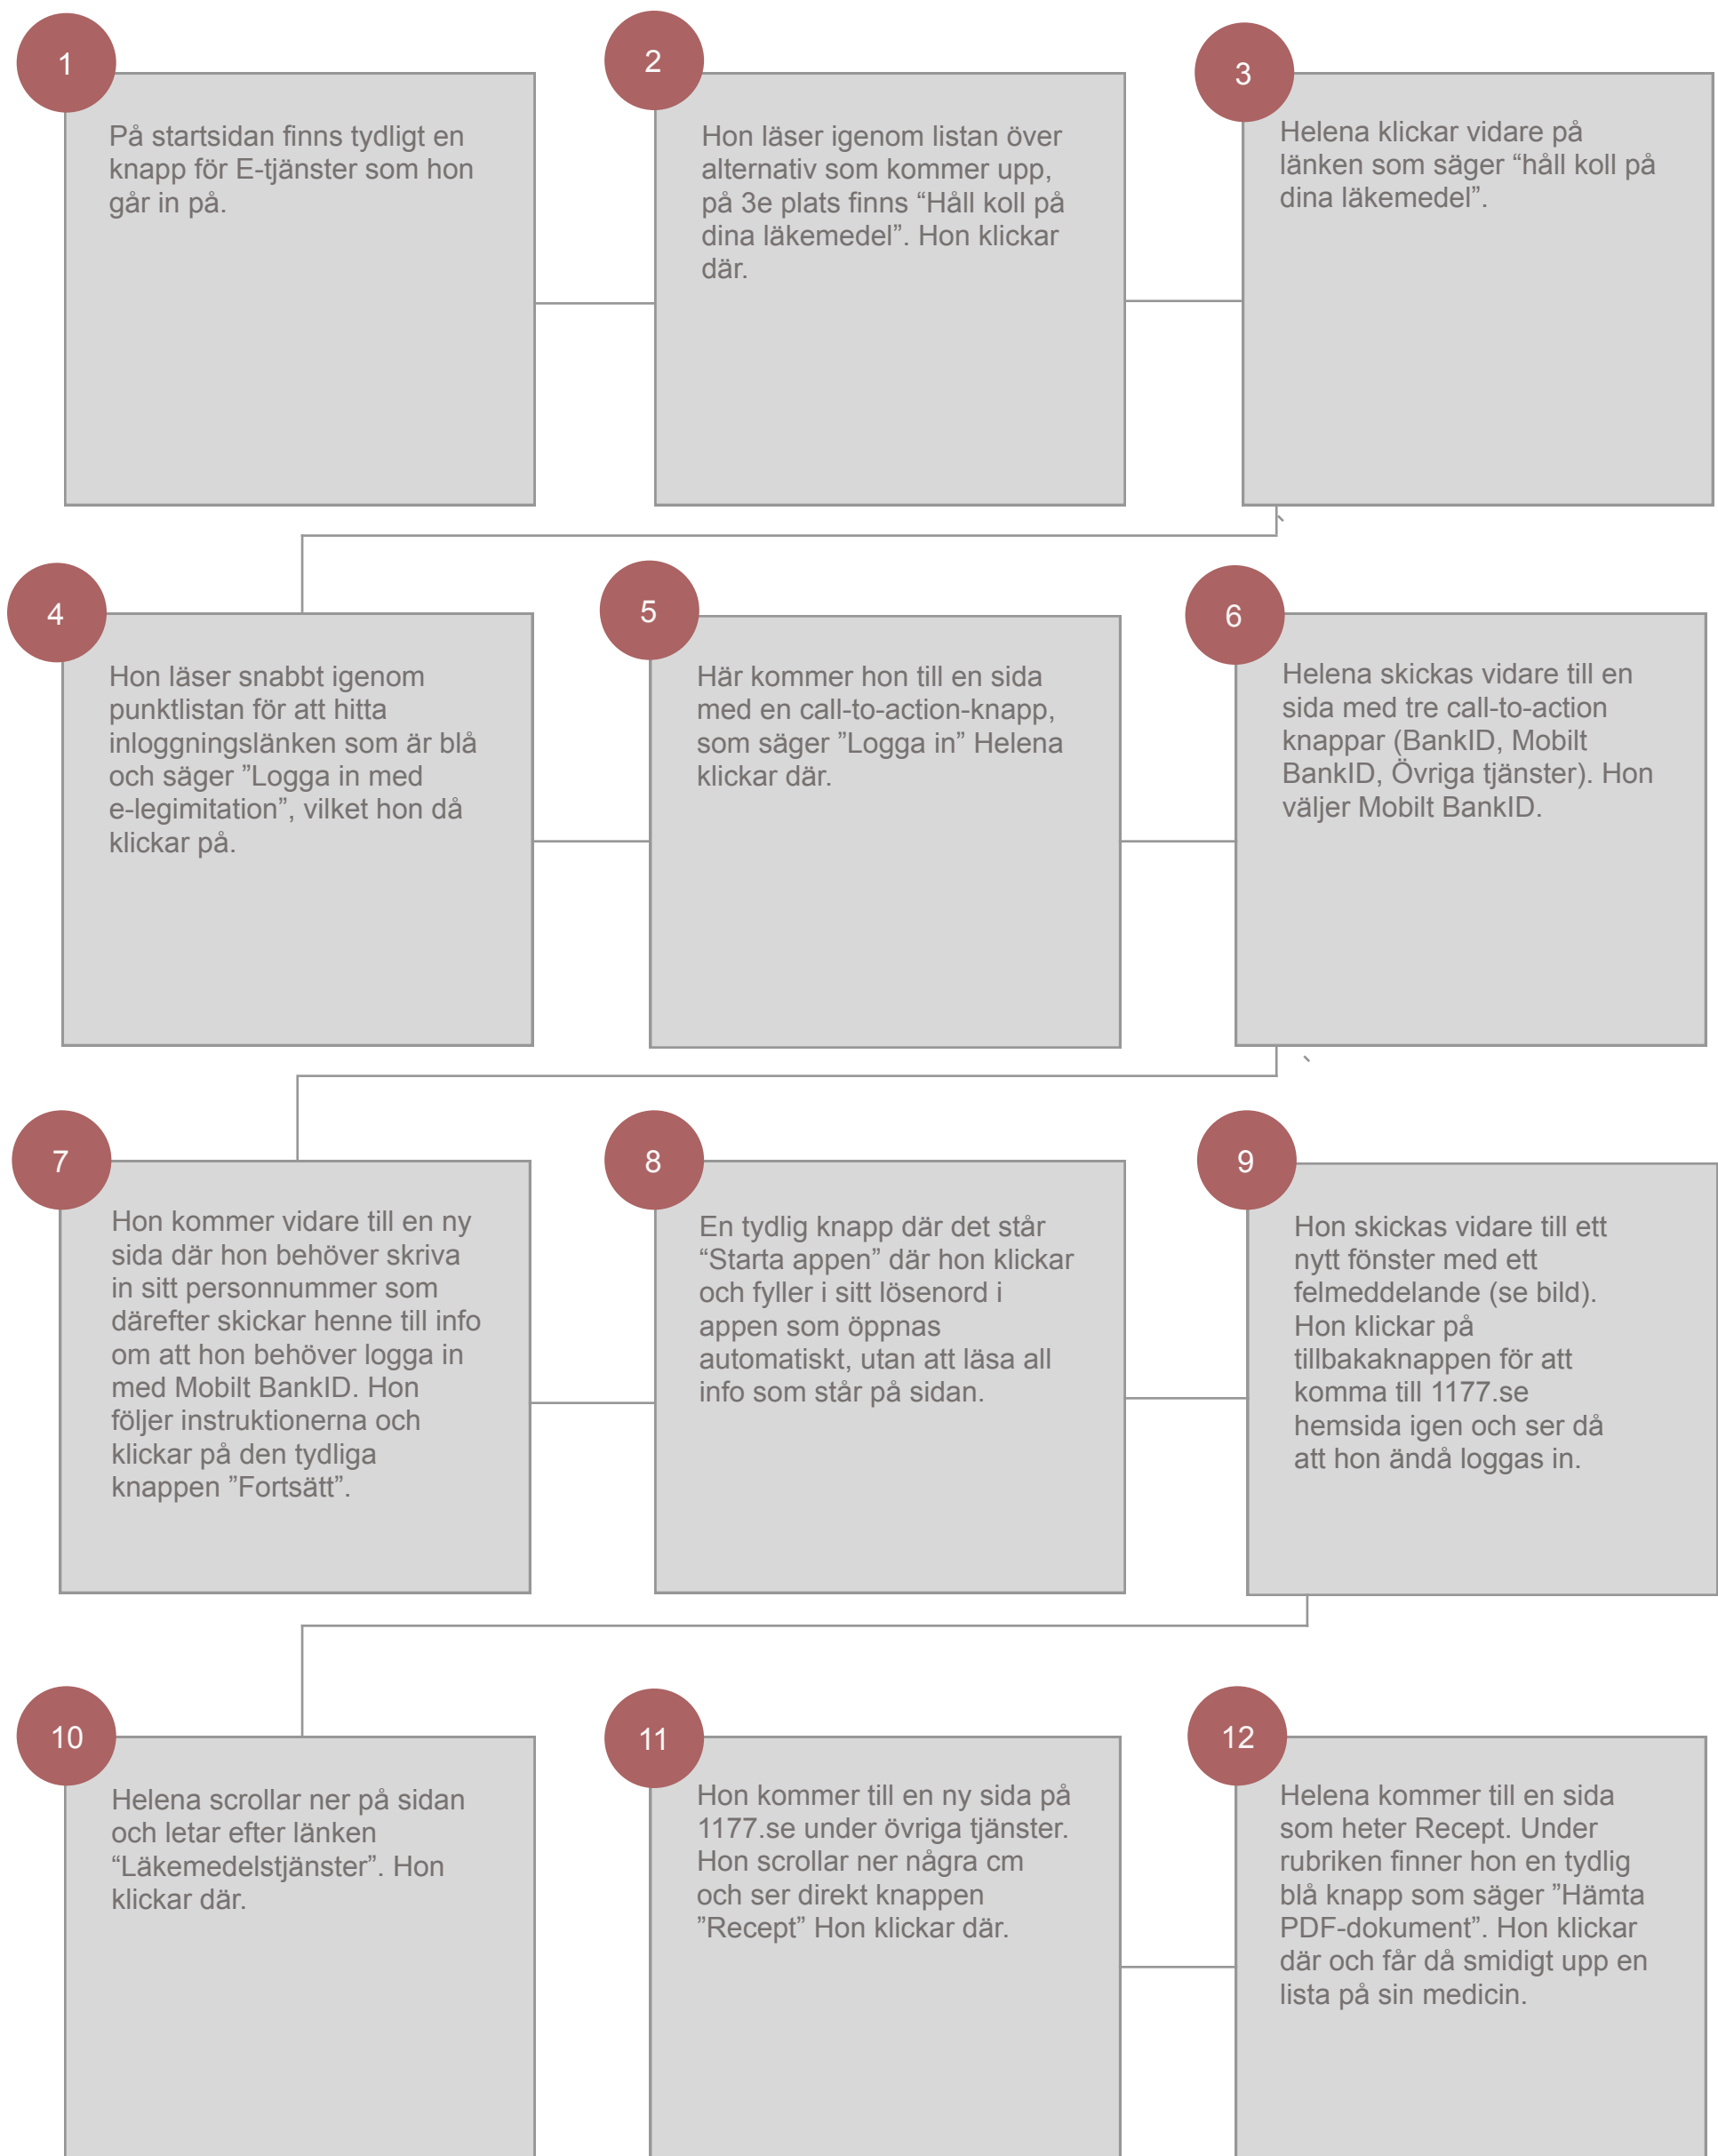 1
På startsidan finns tydligt en
knapp för E-tjänster som hon
går in på.
2
Hon läser igenom listan över
alternativ som kommer upp,
på 3e plats finns “Håll koll på
dina läkemedel”. Hon klickar
där.
3
Helena klickar vidare på
länken som säger “håll koll på
dina läkemedel”.
4
Hon läser snabbt igenom
punktlistan för att hitta
inloggningslänken som är blå
och säger ”Logga in med
e-legimitation”, vilket hon då
klickar på.
5
Här kommer hon till en sida
med en call-to-action-knapp,
som säger ”Logga in” Helena
klickar där.
6
Helena skickas vidare till en
sida med tre call-to-action
knappar (BankID, Mobilt
BankID, Övriga tjänster). Hon
väljer Mobilt BankID.
7
Hon kommer vidare till en ny
sida där hon behöver skriva
in sitt personnummer som
därefter skickar henne till info
om att hon behöver logga in
med Mobilt BankID. Hon
följer instruktionerna och
klickar på den tydliga
knappen ”Fortsätt”.
8
En tydlig knapp där det står
“Starta appen” där hon klickar
och fyller i sitt lösenord i
appen som öppnas
automatiskt, utan att läsa all
info som står på sidan.
9
Hon skickas vidare till ett
nytt fönster med ett
felmeddelande (se bild).
Hon klickar på
tillbakaknappen för att
komma till 1177.se
hemsida igen och ser då
att hon ändå loggas in.
10
Helena scrollar ner på sidan
och letar efter länken
“Läkemedelstjänster”. Hon
klickar där.
11
Hon kommer till en ny sida på
1177.se under övriga tjänster.
Hon scrollar ner några cm
och ser direkt knappen
”Recept” Hon klickar där.
12
Helena kommer till en sida
som heter Recept. Under
rubriken finner hon en tydlig
blå knapp som säger ”Hämta
PDF-dokument”. Hon klickar
där och får då smidigt upp en
lista på sin medicin.